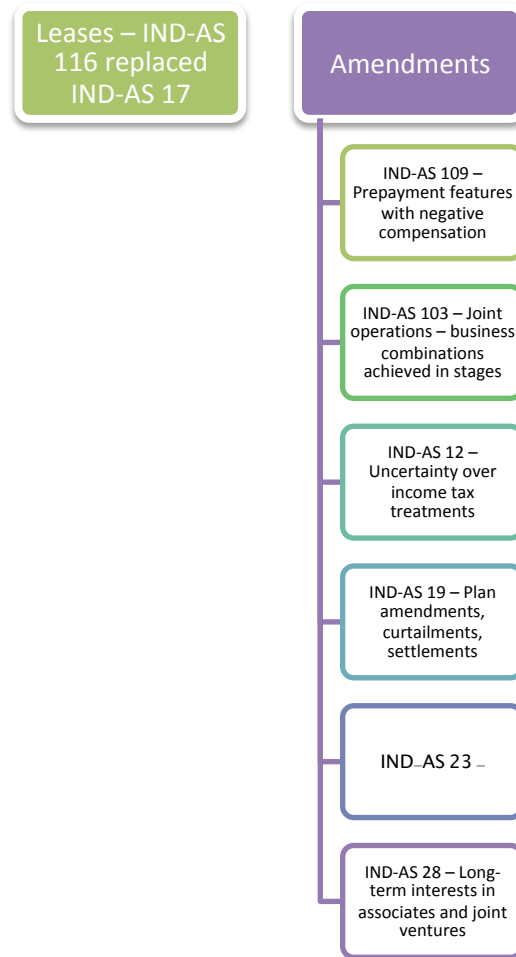 Leases – IND-AS
116 replaced
IND-AS 17
Amendments
IND-AS 109 –
Prepayment features
with negative
compensation
IND-AS 103 – Joint
operations – business
combinations
achieved in stages
IND-AS 12 –
Uncertainty over
income tax
treatments
IND-AS 19 – Plan
amendments,
curtailments,
settlements
IND–AS 23 –
IND-AS 28 – Long-
term interests in
associates and joint
ventures